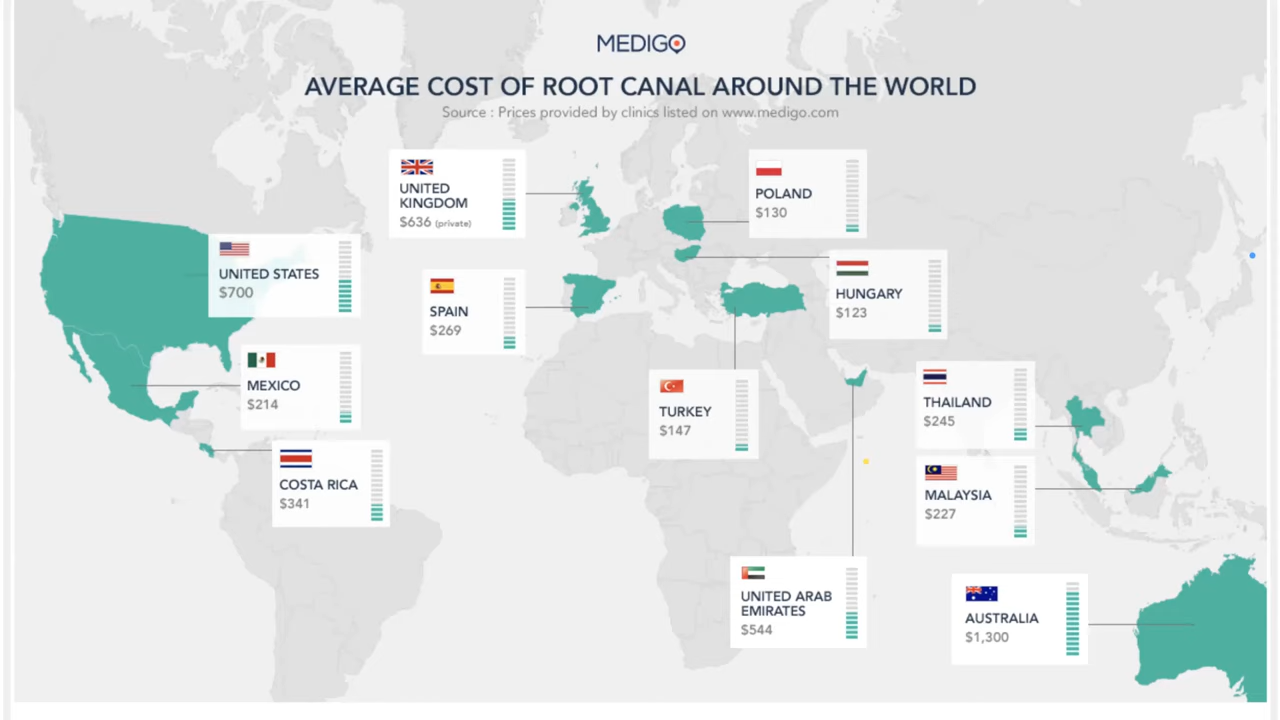 MEDIGO
AVERAGE COST OF ROOT CANAL AROUND THE WORLD
Source : Prices provided by clinics listed on www.medigo.com
UNITED
KINGDOM
$636 (private)
POLAND
$130
UNITED STATES
$700
HUNGARY
$123
SPAIN
$269
MEXICO
$214
TURKEY
$147
THAILAND
$245
COSTA RICA
$341
MALAYSIA
$227
UNITED ARAB
EMIRATES
$544
AUSTRALIA
$1,300